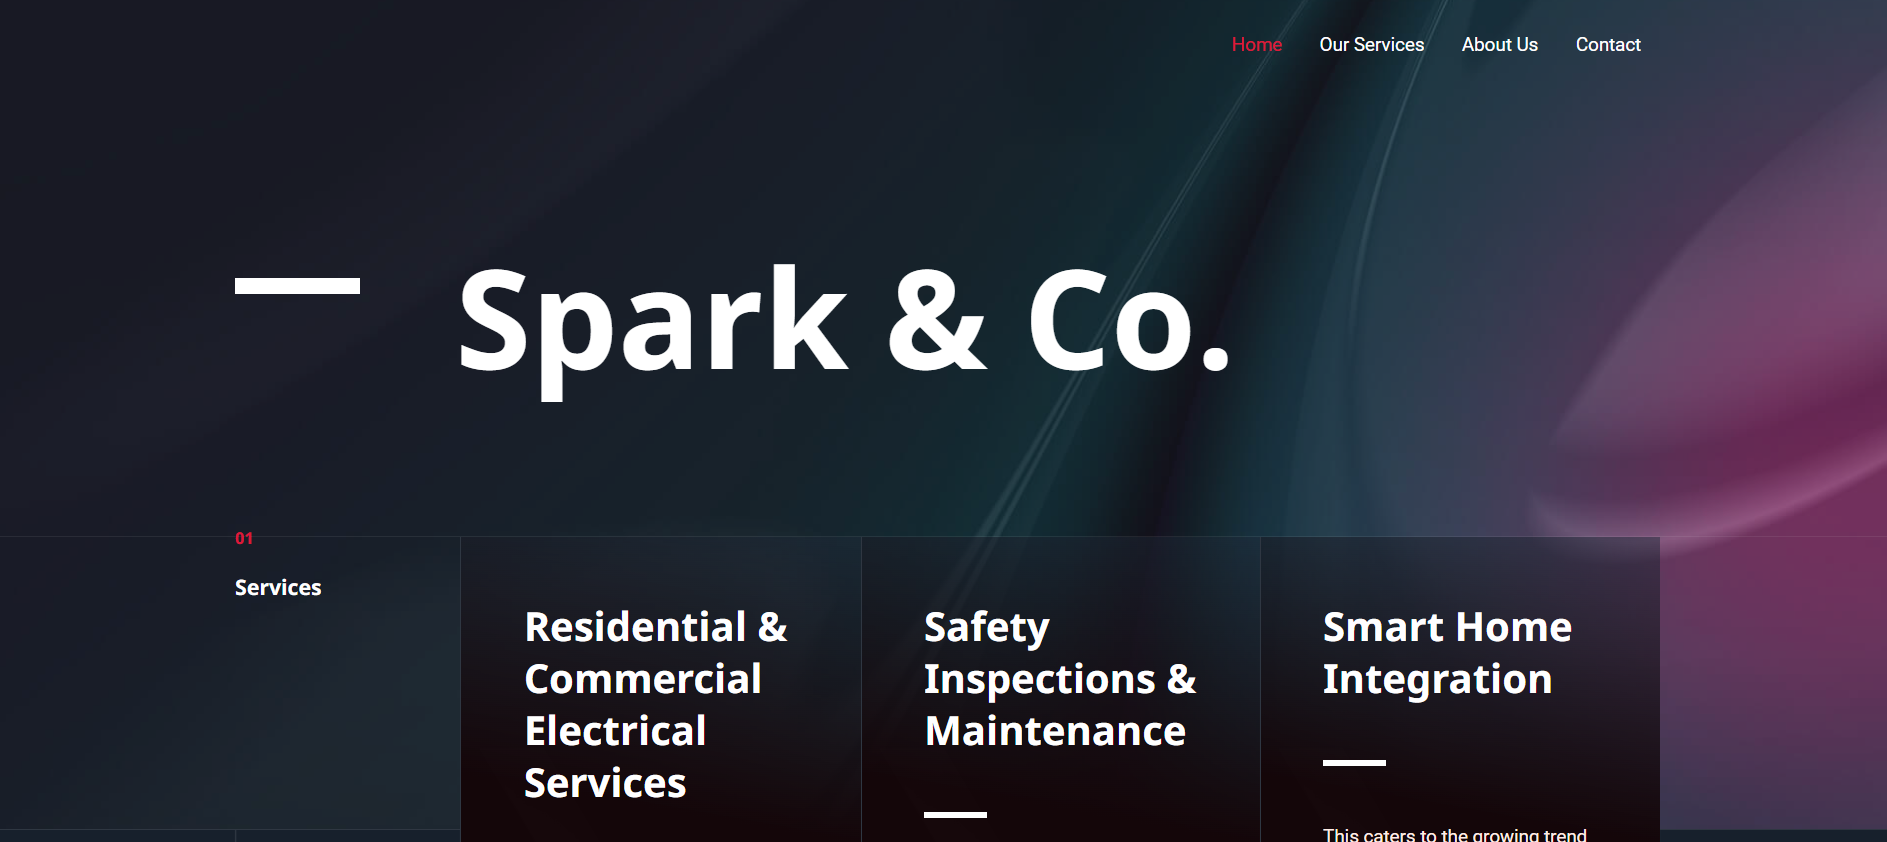 Home Our Services About Us Contact
Spark & Co.
01
Services
Residential &
Commercial
Electrical
Services
Safety
Inspections &
Maintenance
Smart Home
Integration
This caters to the growing trend